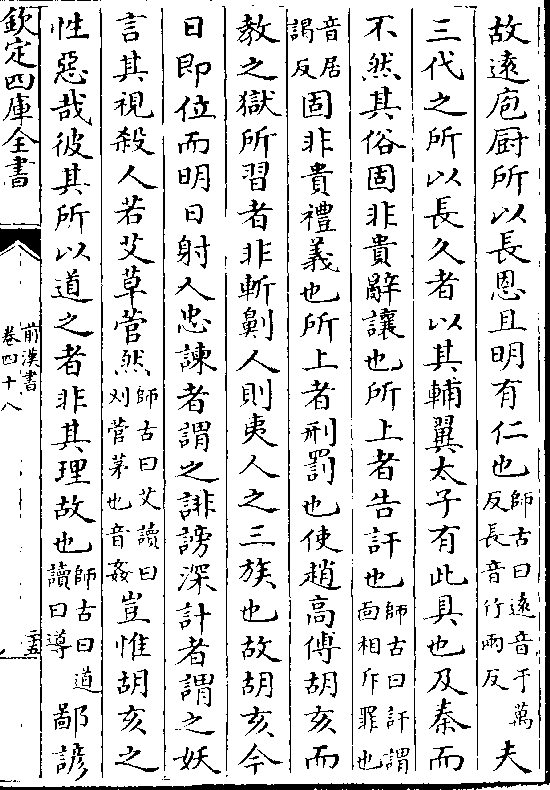 故遠庖厨所以長恩且明有仁也師古曰遠音于萬反長音竹兩反夫
三代之所以長久者以其輔翼太子有此具也及秦而
不然其俗固非貴辭讓也所上者告訐也師古曰訐謂面相斥罪也
音居謁反固非貴禮義也所上者刑罰也使趙高傅胡亥而
教之獄所習者非斬劓人則夷人之三族也故胡亥今
日即位而明日射人忠諫者謂之誹謗深計者謂之妖
言其視殺人若艾草菅然師古曰艾讀曰刈菅茅也音姦豈惟胡亥之
性惡哉彼其所以道之者非其理故也師古曰道讀曰導鄙諺
欽定四庫全書
前漢書
卷四十八
二十五